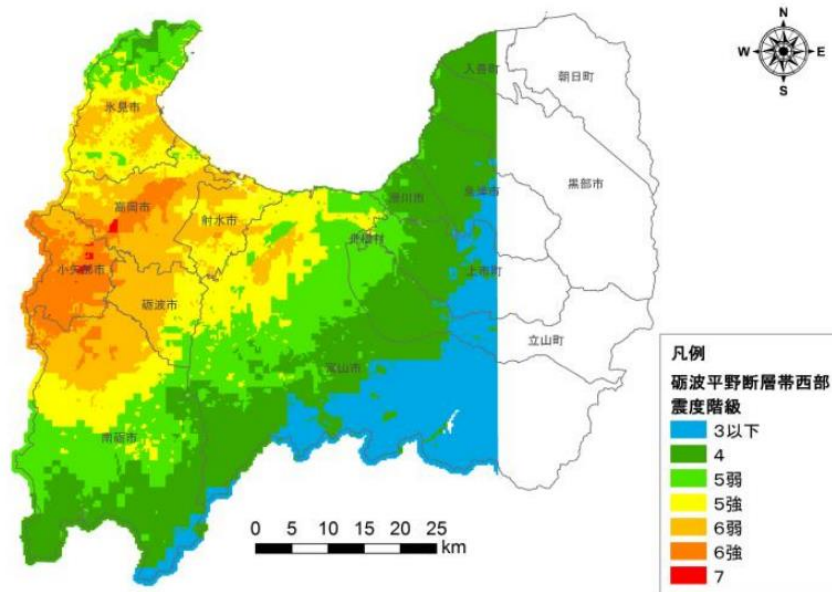 N
W
E
S
入善町
朝日町
氷見市
黒部市
魚津市
滑川市
高岡市
射水市
舟橋村
上市町
小矢部市
砺波市
立山町
富山市
南砺市
凡例
砺波平野断層帯西部
震度階級
3以下
4
5弱
5強
6弱
6強
7
0 5 10 15 20 25
km